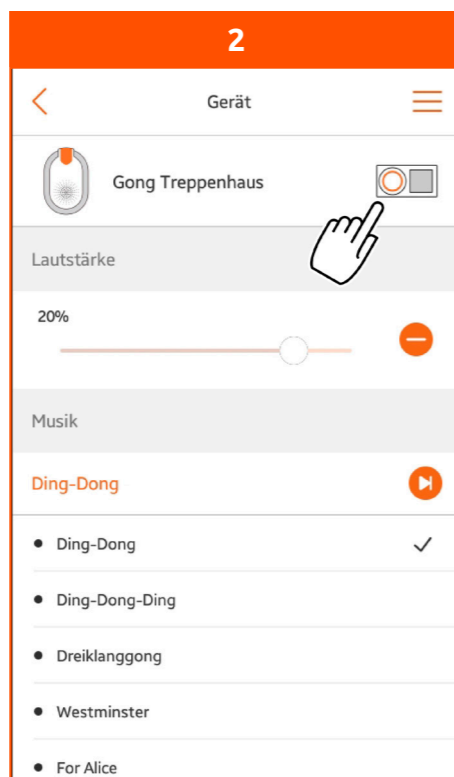 2
Gerät
Gong Treppenhaus
Lautstärke
20%
Musik
Ding-Dong
Ding-Dong
Ding-Dong-Ding
Dreiklanggong
Westminster
For Alice